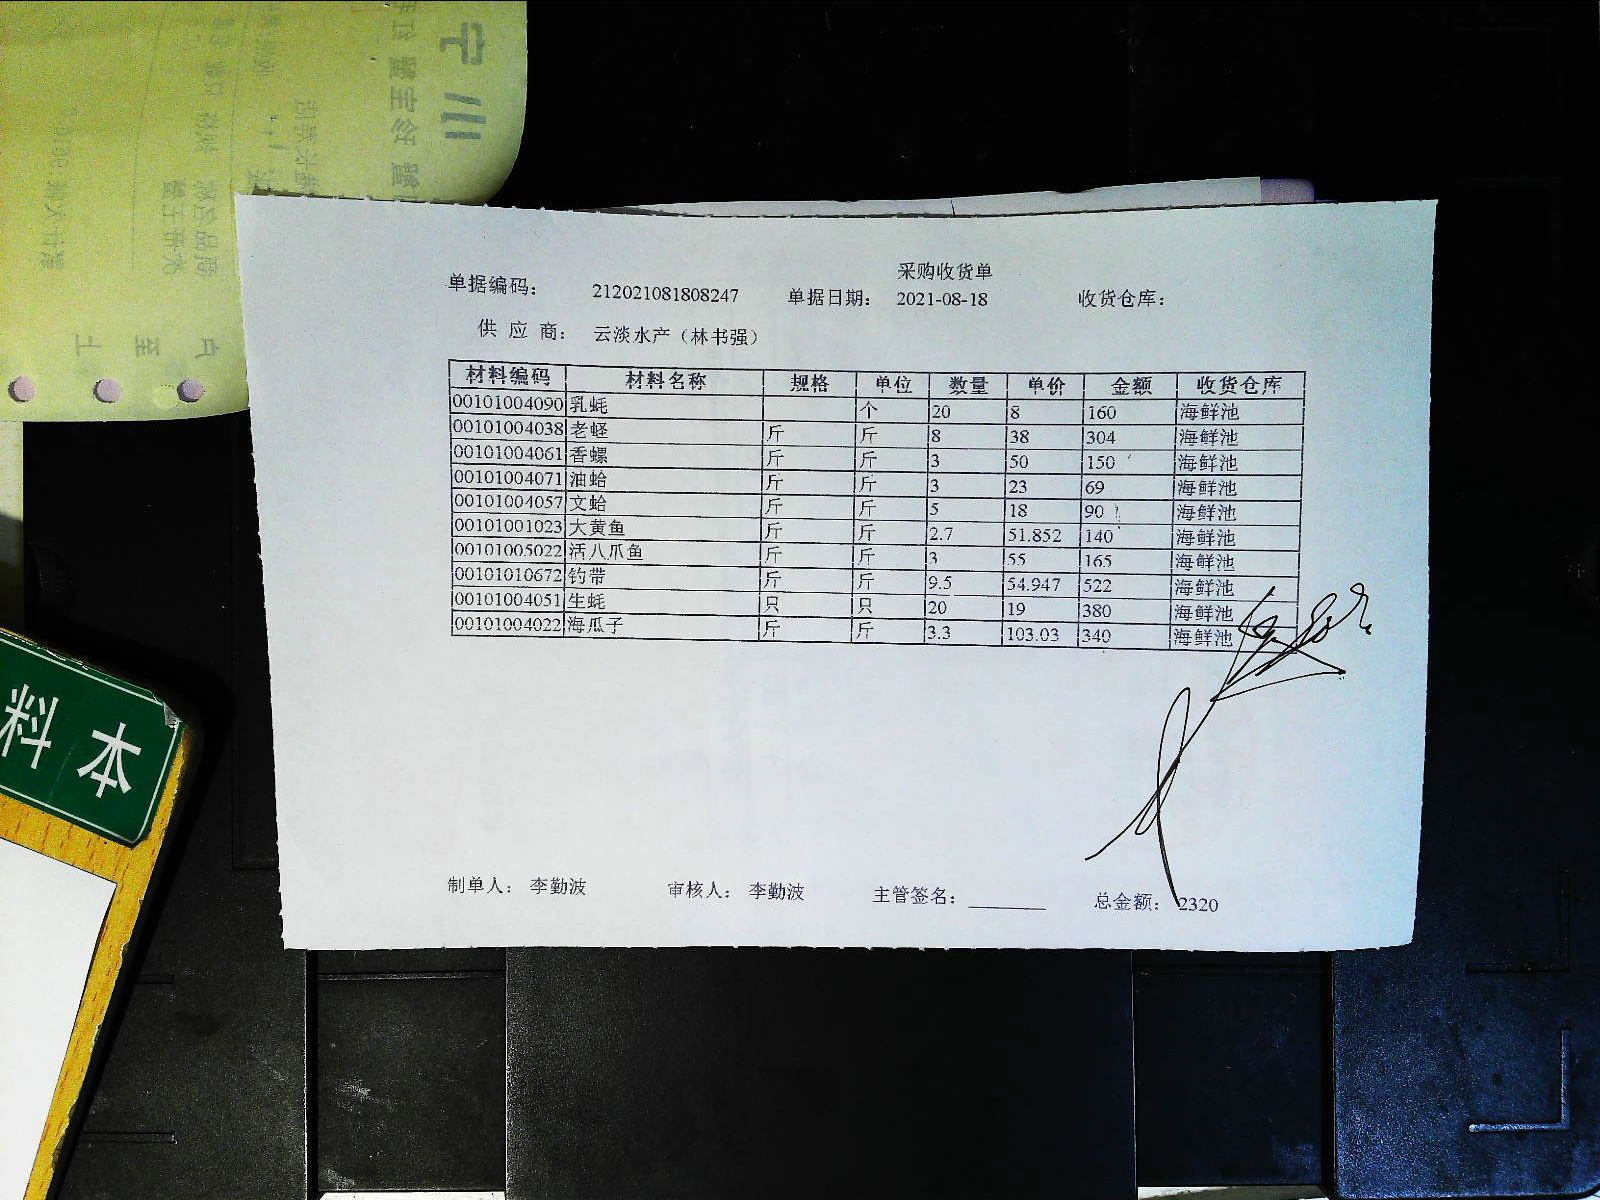 采购收货单
单据编码： 212021081808247 单据日期： 2021-08-18 收货仓库：
供 应 商： 云淡水产（林书强）
材料编码 材料名称 规格 单位 数量 单价 金额 收货仓库
00101004090 乳蚝 个 20 8 160 海鲜池
00101004038 老蛏 斤 斤 8 38 304 海鲜池
00101004061 香螺 斤 斤 3 50 150 海鲜池
00101004071 油蛤 斤 斤 3 23 69 海鲜池
00101004057 文蛤 斤 斤 5 18 90 海鲜池
00101001023 大黄鱼 斤 斤 2.7 51.852 140 海鲜池
00101005022 活八爪鱼 斤 斤 3 55 165 海鲜池
00101010672 钓带 斤 斤 9.5 54.947 522 海鲜池
00101004051 生蚝 只 只 20 19 380 海鲜池
00101004022 海瓜子 斤 斤 3.3 103.03 340 海鲜池
制单人： 李勤波 审核人： 李勤波 主管签名： 总金额： 2320
本料